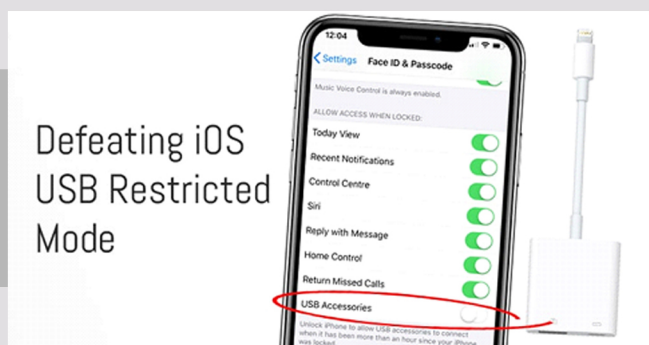 Defeating iOS
USB Restricted
Mode
12:04
Settings
Face ID & Passcode
Music Voice Control is always enabled.
ALLOW ACCESS WHEN LOCKED:
Today View
Recent Notifications
Control Centre
Siri
Reply with Message
Home Control
Return Missed Calls
USB Accessories
Unlock iPhone to allow USB accessories to connect
when it has been more than an hour since your iPhone
was locked.